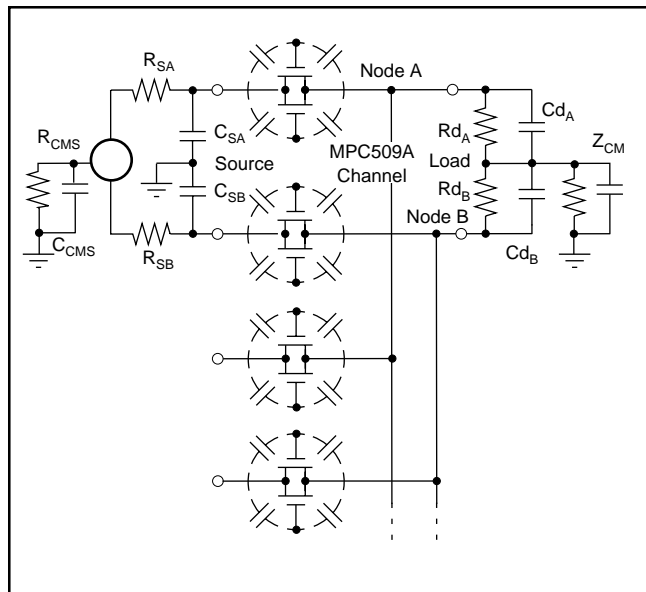 R_SA
Node A
Cd_A
R_CMS
C_SA
Rd_A
Z_CM
MPC509A
Source
Load
Channel
C_SB
Rd_B
Node B
C_CMS
R_SB
Cd_B